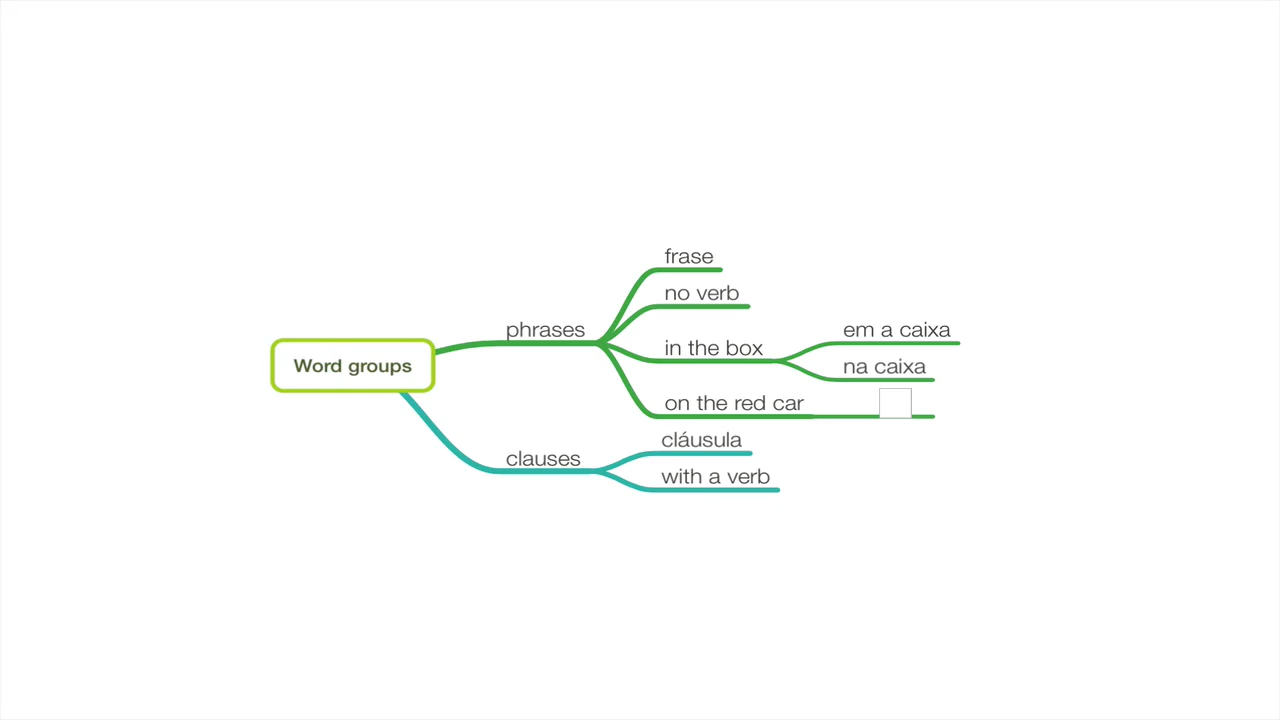 Word groups
phrases
frase
no verb
in the box
em a caixa
na caixa
on the red car
clauses
cláusula
with a verb